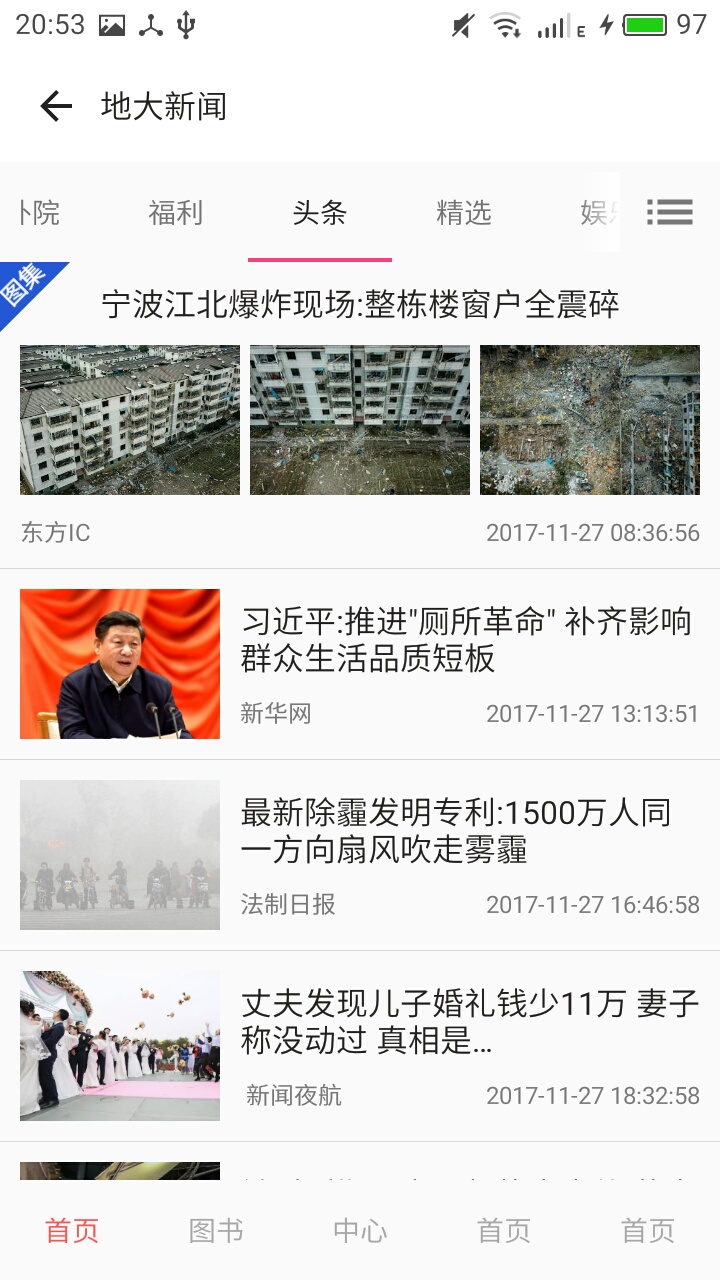 20:53
E
97
地大新闻
福利
头条
精选
图集
宁波江北爆炸现场:整栋楼窗户全震碎
东方IC 2017-11-27 08:36:56
习近平:推进"厕所革命" 补齐影响
群众生活品质短板
新华网 2017-11-27 13:13:51
最新除霾发明专利:1500万人同
一方向扇风吹走雾霾
法制日报 2017-11-27 16:46:58
丈夫发现儿子婚礼钱少11万 妻子
称没动过 真相是...
新闻夜航 2017-11-27 18:32:58
首页 图书 中心 首页 首页